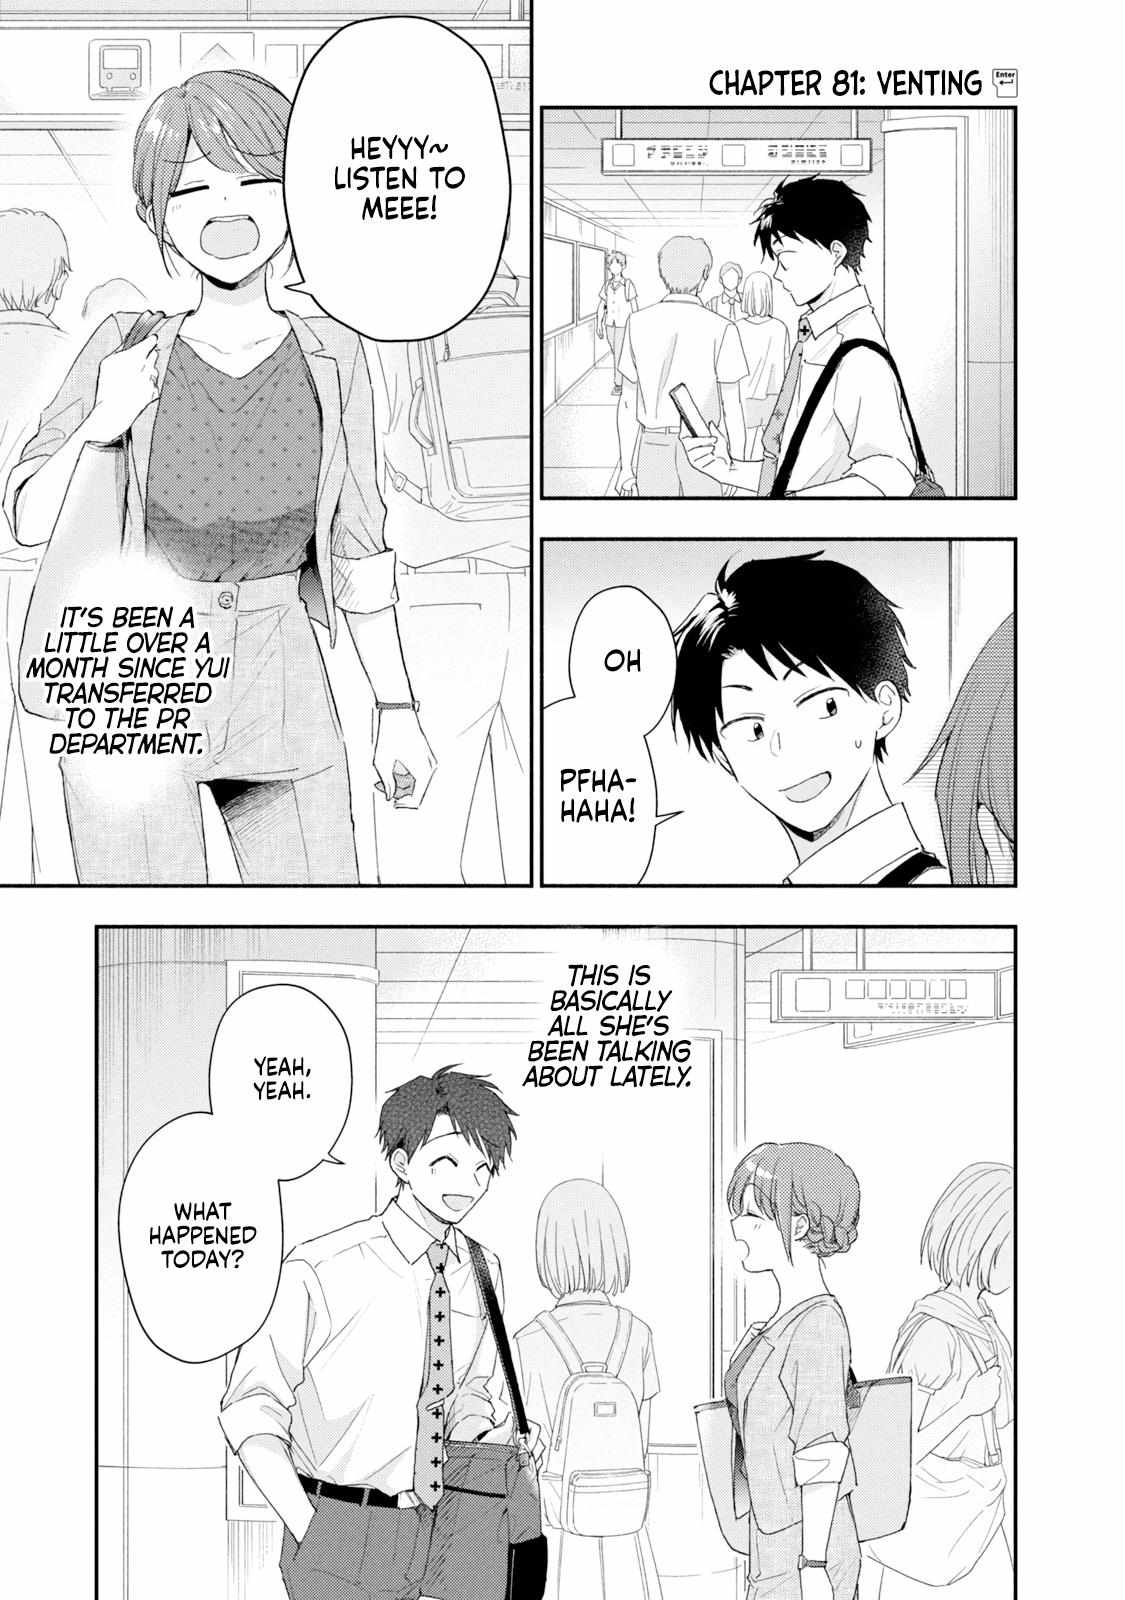 CHAPTER 81: VENTING
Enter
OH
PFHA-
HAHA!
HEYYY~
LISTEN TO
MEEE!
IT'S BEEN A
LITTLE OVER A
MONTH SINCE YUI
TRANSFERRED
TO THE PR
DEPARTMENT.
THIS IS
BASICALLY
ALL SHE'S
BEEN TALKING
ABOUT LATELY.
YEAH,
YEAH.
WHAT
HAPPENED
TODAY?